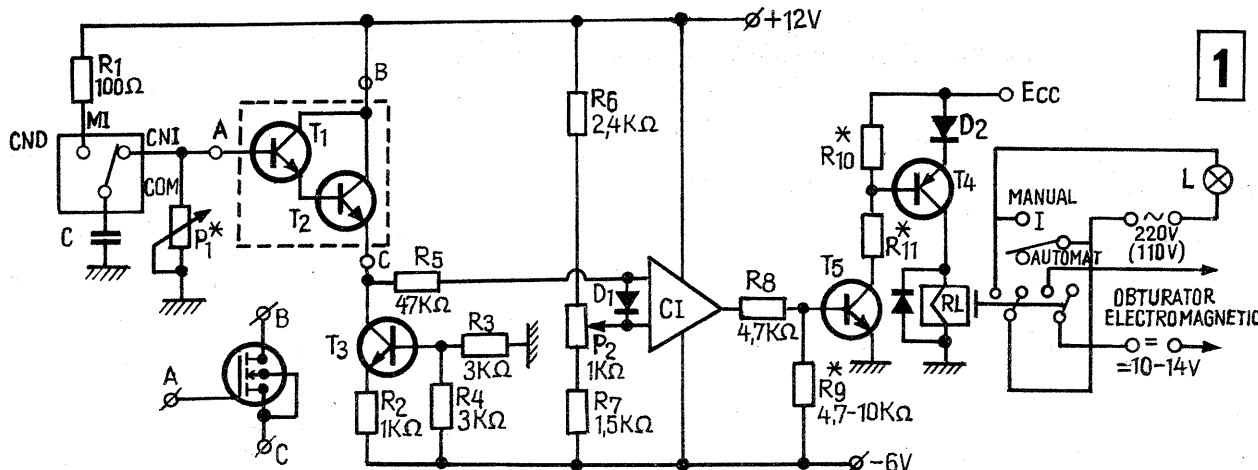 +12V
1
R1
100Ω
MI
CND
CNI
A
COM
C
P1*
B
T1
T2
C
R5
47KΩ
R6
2,4KΩ
D1
P2
1KΩ
R7
1,5KΩ
CI
T3
R3
3KΩ
R4
3KΩ
R2
1KΩ
B
A
C
R8
4,7KΩ
*
R9
4,7-10KΩ
-6V
Ecc
*
R10
D2
T4
R11*
T5
RL
L
MANUAL
I
AUTOMAT
~
220V
(110V)
OBTURATOR
ELECTROMAGNETIC
=
=10-14V